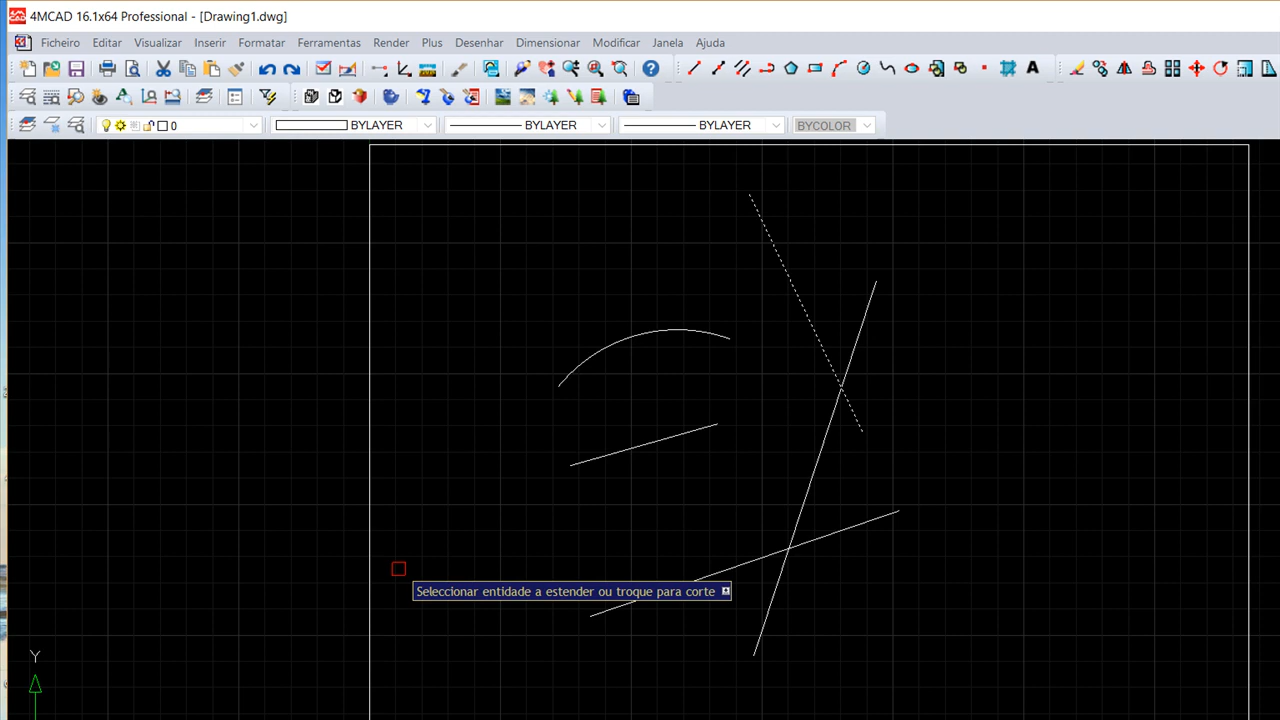 4MCAD 16.1x64 Professional - [Drawing1.dwg]
Ficheiro Editar Visualizar Inserir Formatar Ferramentas Render Plus Desenhar Dimensionar Modificar Janela Ajuda
0 BYLAYER BYLAYER BYLAYER BYCOLOR
Seleccionar entidade a estender ou troque para corte
Y